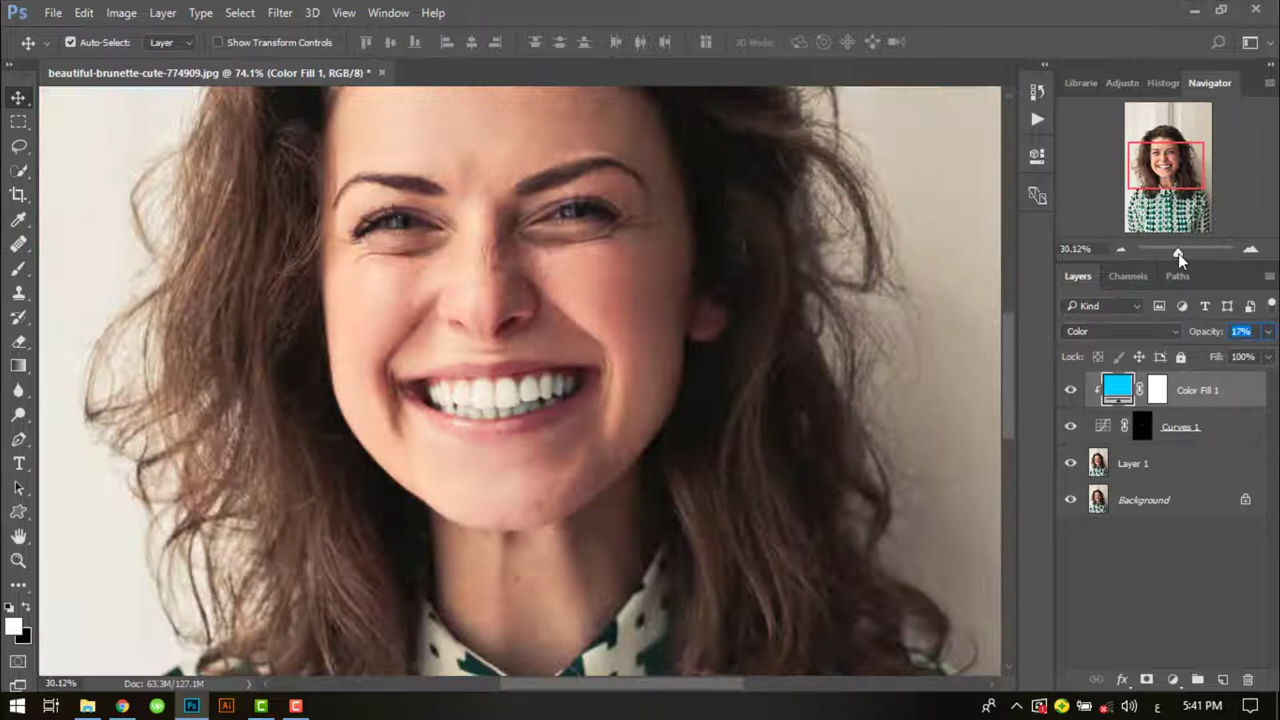 Ps File Edit Image Layer Type Select Filter 3D View Window Help
Auto-Select: Layer Show Transform Controls 3D Mode:
beautiful-brunette-cute-774909.jpg @ 74.1% (Color Fill 1, RGB/8) *
Librarie Adjustn Histogr Navigator
30.12%
Layers Channels Paths
Kind
Color Opacity: 17%
Lock: Fill: 100%
Color Fill 1
Curves 1
Layer 1
Background
30.12% Doc: 63.3M/127.1M
Ps Ai ع 5:41 PM